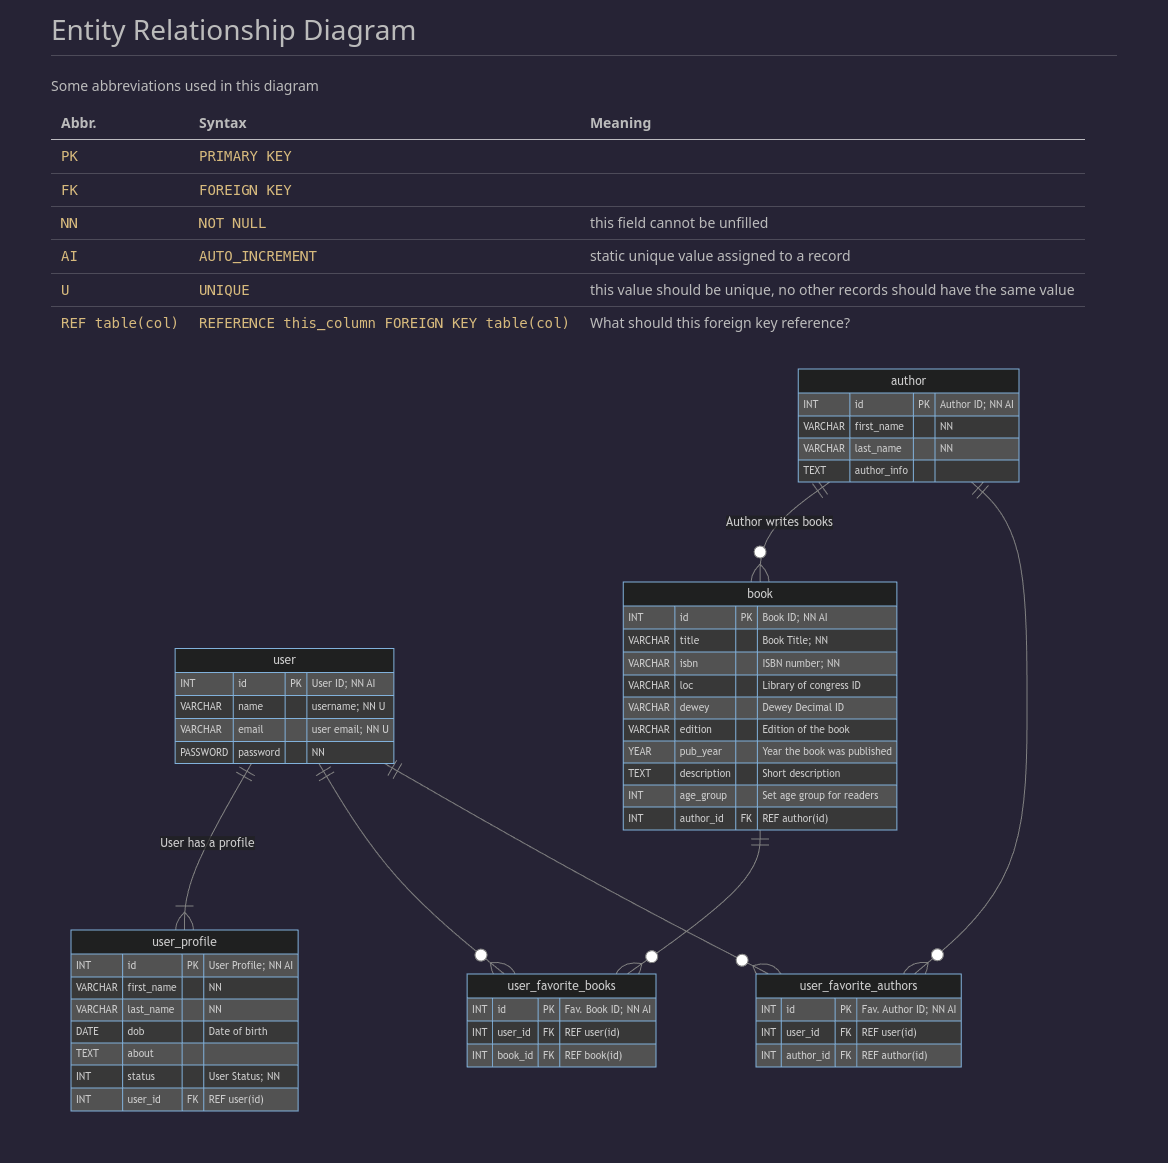 Entity Relationship Diagram
Some abbreviations used in this diagram
Abbr. Syntax Meaning
PK PRIMARY KEY
FK FOREIGN KEY
NN NOT NULL this field cannot be unfilled
AI AUTO_INCREMENT static unique value assigned to a record
U UNIQUE this value should be unique, no other records should have the same value
REF table(col) REFERENCE this_column FOREIGN KEY table(col) What should this foreign key reference?
author
INT id PK Author ID; NN AI
VARCHAR first_name NN
VARCHAR last_name NN
TEXT author_info
Author writes books
book
INT id PK Book ID; NN AI
VARCHAR title Book Title; NN
VARCHAR isbn ISBN number; NN
VARCHAR loc Library of congress ID
VARCHAR dewey Dewey Decimal ID
VARCHAR edition Edition of the book
YEAR pub_year Year the book was published
TEXT description Short description
INT age_group Set age group for readers
INT author_id FK REF author(id)
user
INT id PK User ID; NN AI
VARCHAR name username; NN U
VARCHAR email user email; NN U
PASSWORD password NN
User has a profile
user_profile
INT id PK User Profile; NN AI
VARCHAR first_name NN
VARCHAR last_name NN
DATE dob Date of birth
TEXT about
INT status User Status; NN
INT user_id FK REF user(id)
user_favorite_books
INT id PK Fav. Book ID; NN AI
INT user_id FK REF user(id)
INT book_id FK REF book(id)
user_favorite_authors
INT id PK Fav. Author ID; NN AI
INT user_id FK REF user(id)
INT author_id FK REF author(id)